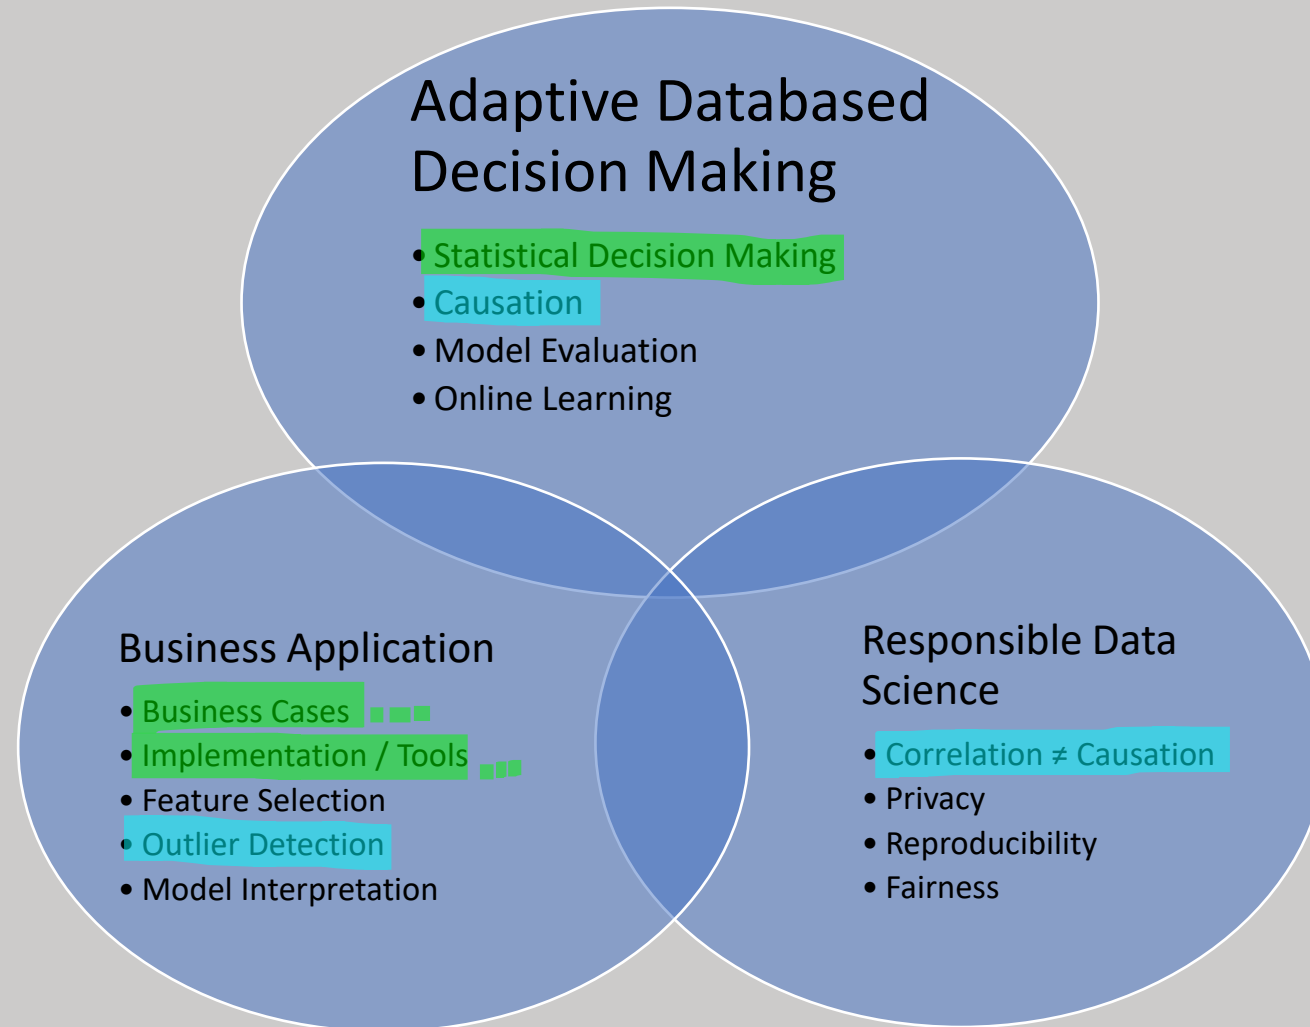 Adaptive Databased
Decision Making
• Statistical Decision Making
• Causation
• Model Evaluation
• Online Learning
Business Application
• Business Cases
• Implementation / Tools
• Feature Selection
• Outlier Detection
• Model Interpretation
Responsible Data
Science
• Correlation ≠ Causation
• Privacy
• Reproducibility
• Fairness